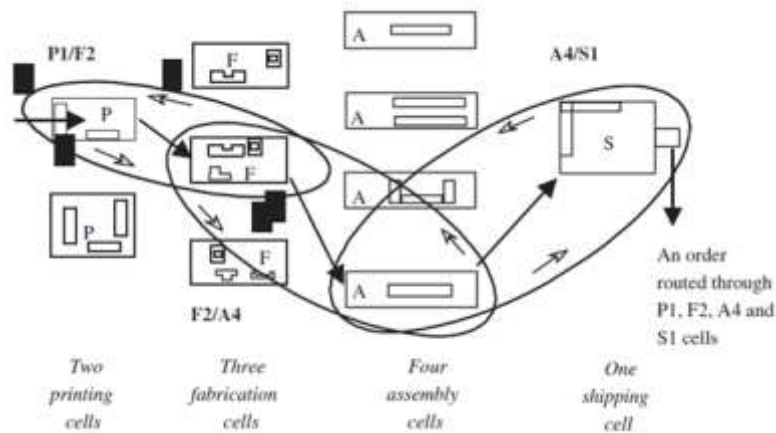 P1/F2
A4/S1
A
F
P
A
F
S
A
P
F
A
F2/A4
An order
routed through
P1, F2, A4 and
S1 cells
Two
printing
cells
Three
fabrication
cells
Four
assembly
cells
One
shipping
cell